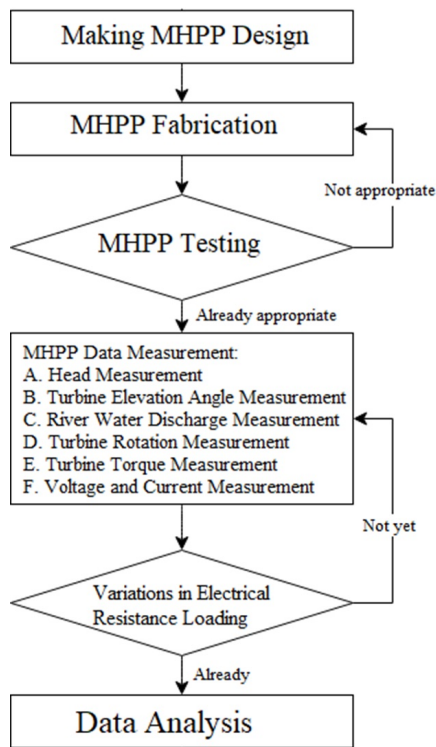 Making MHPP Design
MHPP Fabrication
Not appropriate
MHPP Testing
Already appropriate
MHPP Data Measurement:
A. Head Measurement
B. Turbine Elevation Angle Measurement
C. River Water Discharge Measurement
D. Turbine Rotation Measurement
E. Turbine Torque Measurement
F. Voltage and Current Measurement
Not yet
Variations in Electrical
Resistance Loading
Already
Data Analysis